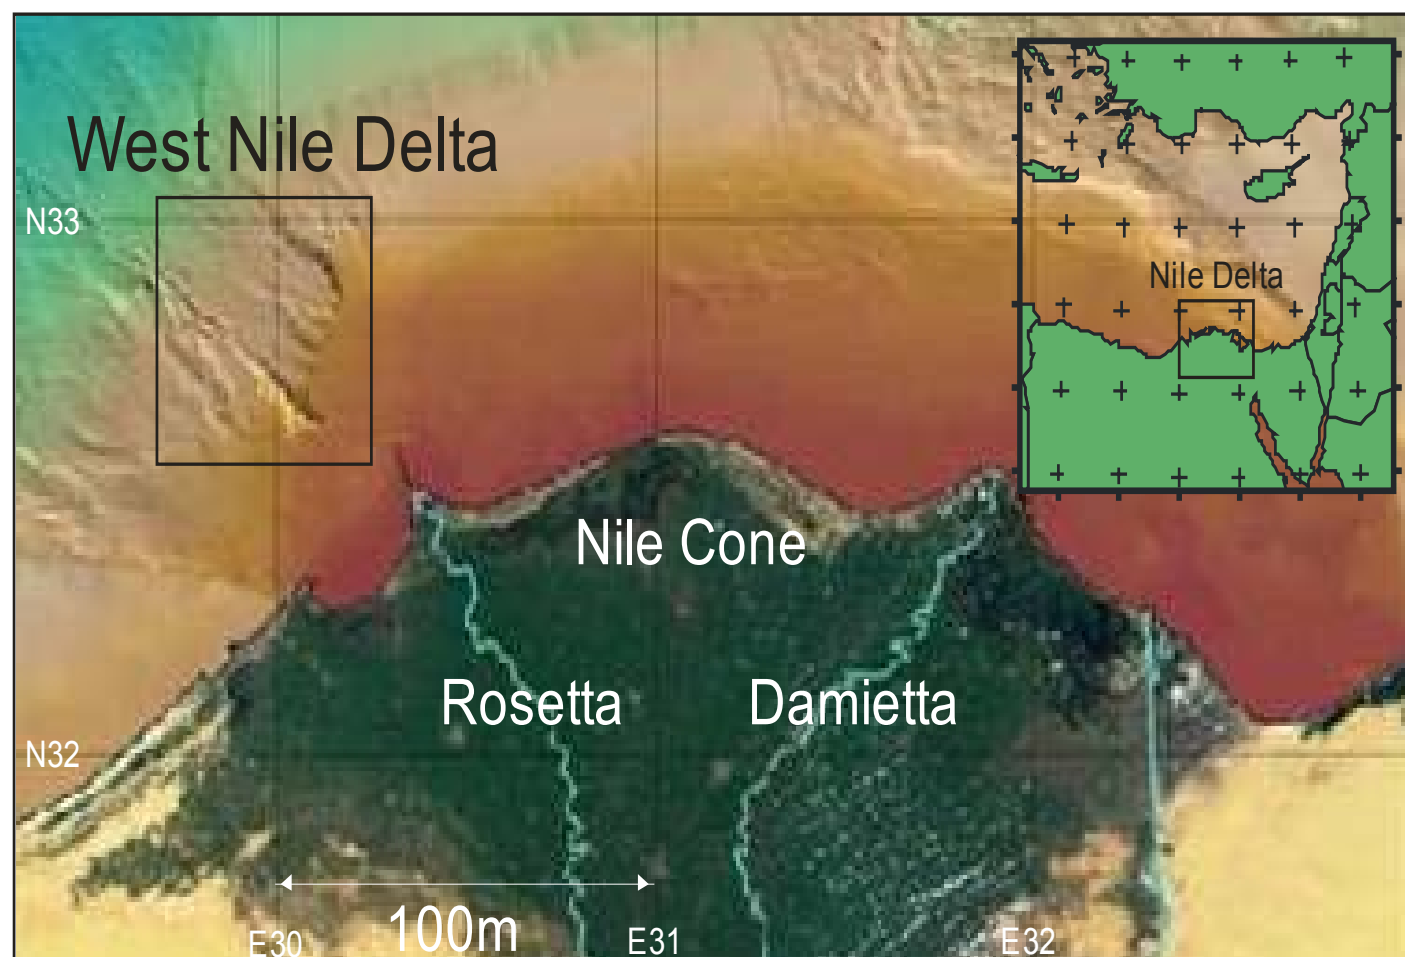 West Nile Delta
N33
Nile Delta
Nile Cone
Rosetta
Damietta
N32
100m
E30
E31
E32